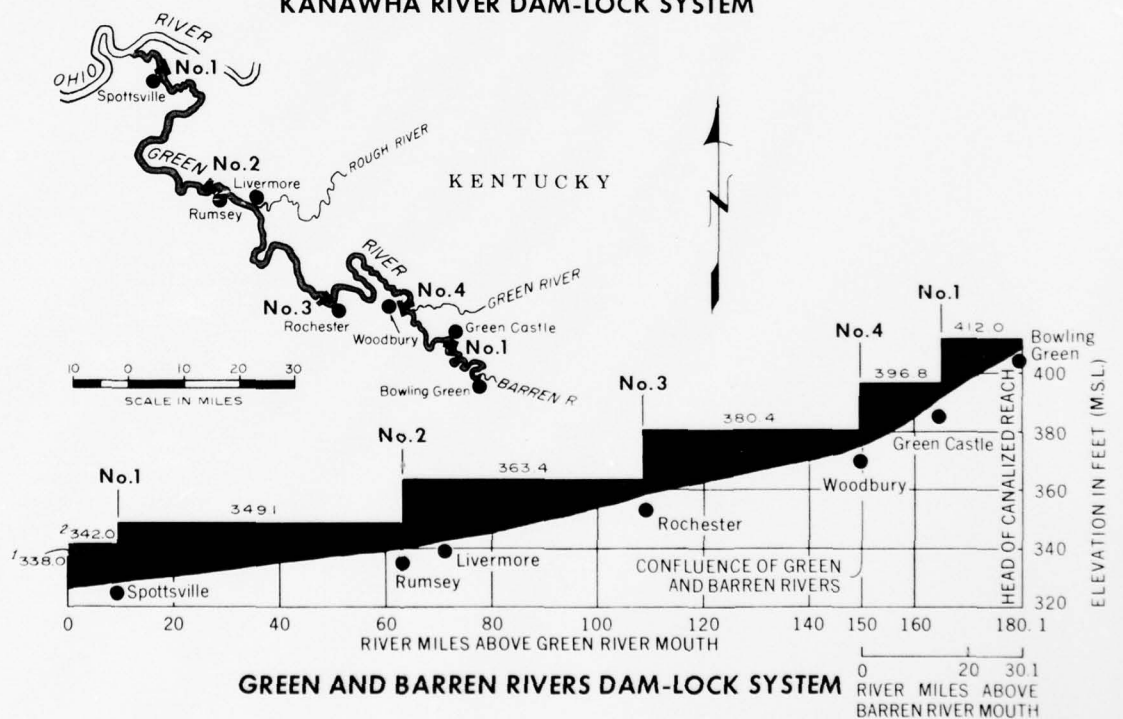 KANAWHA RIVER DAM-LOCK SYSTEM
OHIO RIVER
No.1
Spottsville
GREEN RIVER
No.2
Livermore
Rumsey
ROUGH RIVER
KENTUCKY
N
No.3
Rochester
No.4
GREEN RIVER
Woodbury
Green Castle
No.1
Bowling Green
BARREN R
10 0 10 20 30
SCALE IN MILES
No.1
No.2
No.3
No.4
No.1
1 338.0
2 342.0
349.1
363.4
380.4
396.8
412.0
Bowling
Green
Spottsville
Rumsey
Livermore
Rochester
Woodbury
Green Castle
CONFLUENCE OF GREEN
AND BARREN RIVERS
HEAD OF CANALIZED REACH
400
380
360
340
320
ELEVATION IN FEET (M.S.L.)
0 20 40 60 80 100 120 140 150 160 180.1
RIVER MILES ABOVE GREEN RIVER MOUTH
0 20 30.1
RIVER MILES ABOVE
BARREN RIVER MOUTH
GREEN AND BARREN RIVERS DAM-LOCK SYSTEM